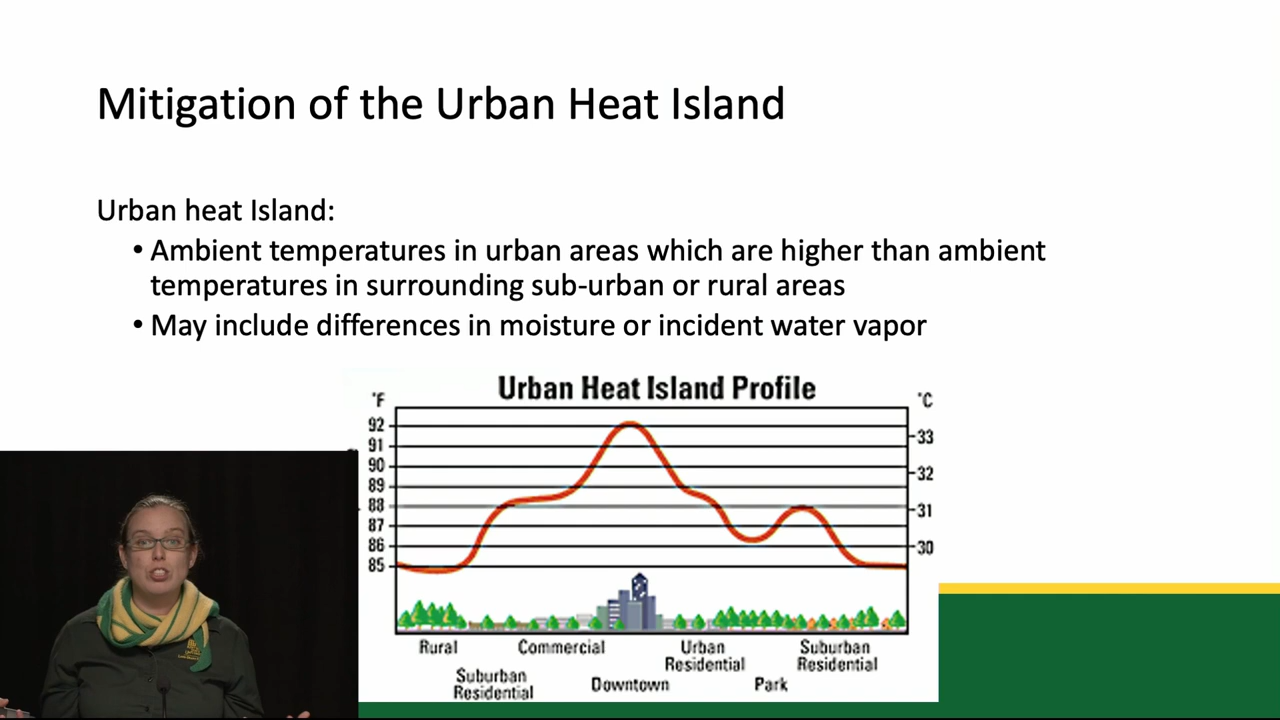 Mitigation of the Urban Heat Island
Urban heat Island:
• Ambient temperatures in urban areas which are higher than ambient
temperatures in surrounding sub-urban or rural areas
• May include differences in moisture or incident water vapor
Urban Heat Island Profile
°F
°C
92
91
90
89
88
87
86
85
33
32
31
30
Rural
Commercial
Urban
Residential
Suburban
Residential
Suburban
Residential
Downtown
Park